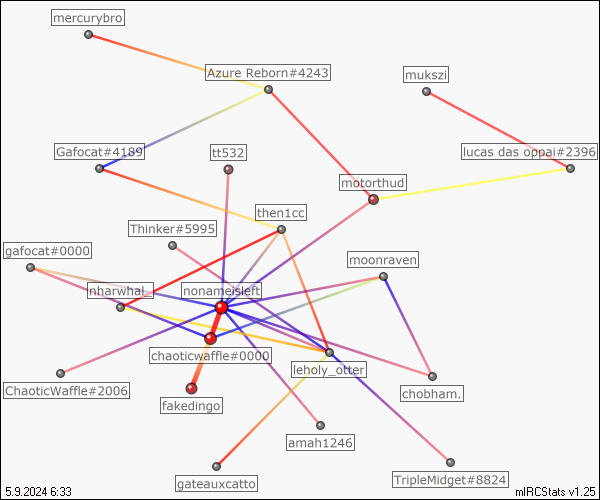 mercurybro
Azure Reborn#4243
mukszi
Gafocat#4189
tt532
lucas das oppai#2396
motorthud
then1cc
Thinker#5995
gafocat#0000
moonraven
nharwhal_
nonameisleft
chaoticwaffle#0000
leholy_otter
ChaoticWaffle#2006
chobham.
fakedingo
amah1246
gateauxcatto
TripleMidget#8824
5.9.2024 6:33
mIRCStats v1.25